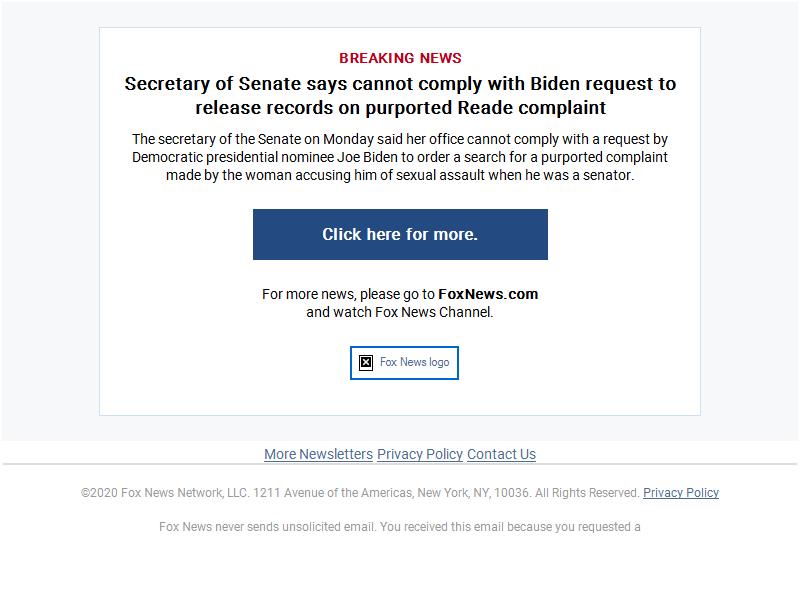 BREAKING NEWS
Secretary of Senate says cannot comply with Biden request to
release records on purported Reade complaint
The secretary of the Senate on Monday said her office cannot comply with a request by
Democratic presidential nominee Joe Biden to order a search for a purported complaint
made by the woman accusing him of sexual assault when he was a senator.
Click here for more.
For more news, please go to FoxNews.com
and watch Fox News Channel.
Fox News logo
More Newsletters Privacy Policy Contact Us
©2020 Fox News Network, LLC. 1211 Avenue of the Americas, New York, NY, 10036. All Rights Reserved. Privacy Policy
Fox News never sends unsolicited email. You received this email because you requested a